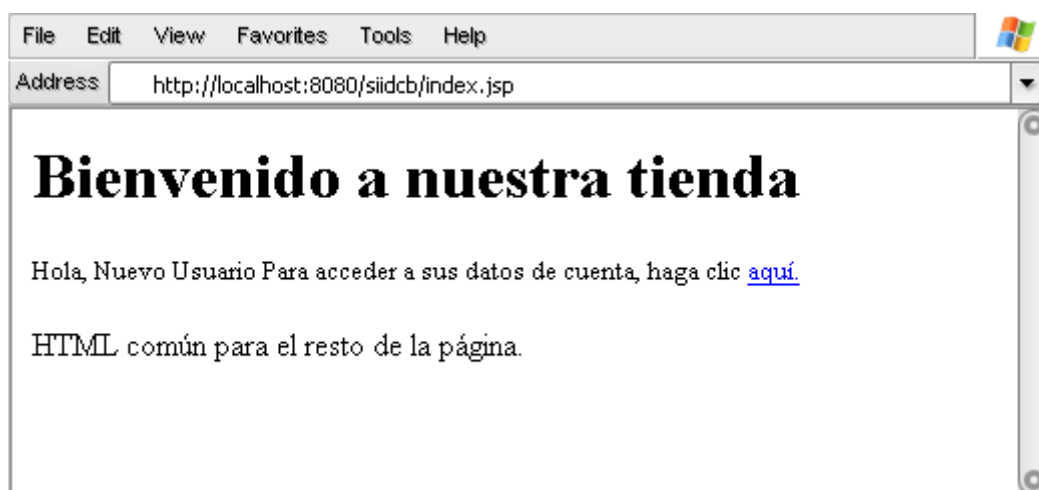 File Edit View Favorites Tools Help
Address http://localhost:8080/siidcb/index.jsp
Bienvenido a nuestra tienda
Hola, Nuevo Usuario Para acceder a sus datos de cuenta, haga clic aquí.
HTML común para el resto de la página.